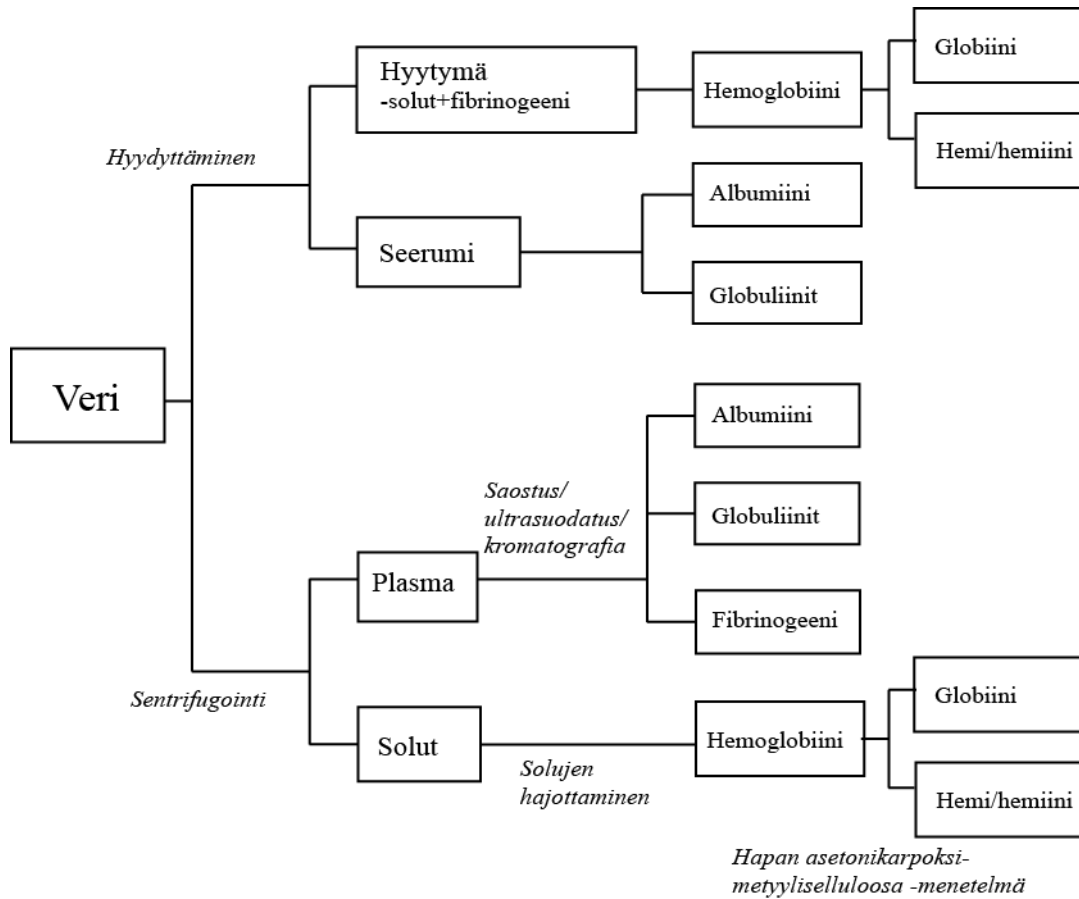 Hyytymä
-solut+fibrinogeeni
Hemoglobiini
Globiini
Hemi/hemiini
Hyydyttäminen
Seerumi
Albumiini
Globuliinit
Veri
Saostus/
ultrasuodatus/
kromatografia
Plasma
Albumiini
Globuliinit
Fibrinogeeni
Sentrifugointi
Solut
Solujen
hajottaminen
Hemoglobiini
Globiini
Hemi/hemiini
Hapan asetonikarpoksi-
metyyliselluloosa -menetelmä